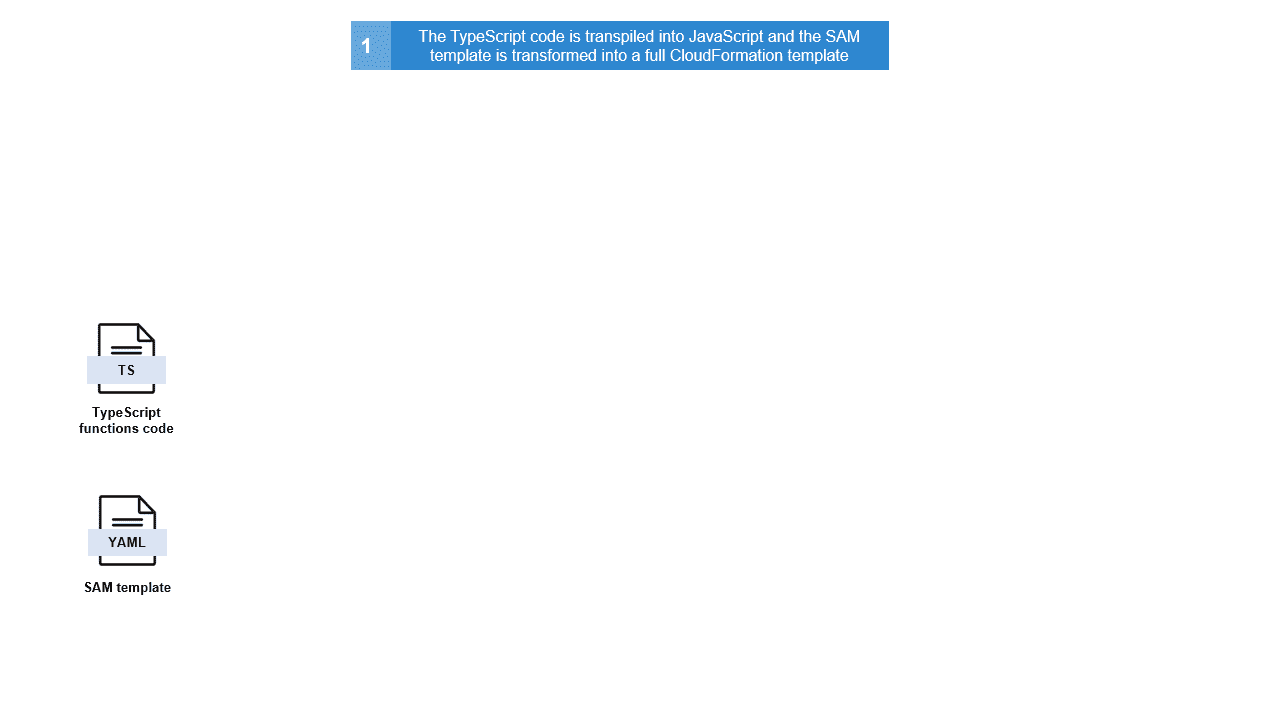 1
The TypeScript code is transpiled into JavaScript and the SAM
template is transformed into a full CloudFormation template
TS
TypeScript
functions code
YAML
SAM template